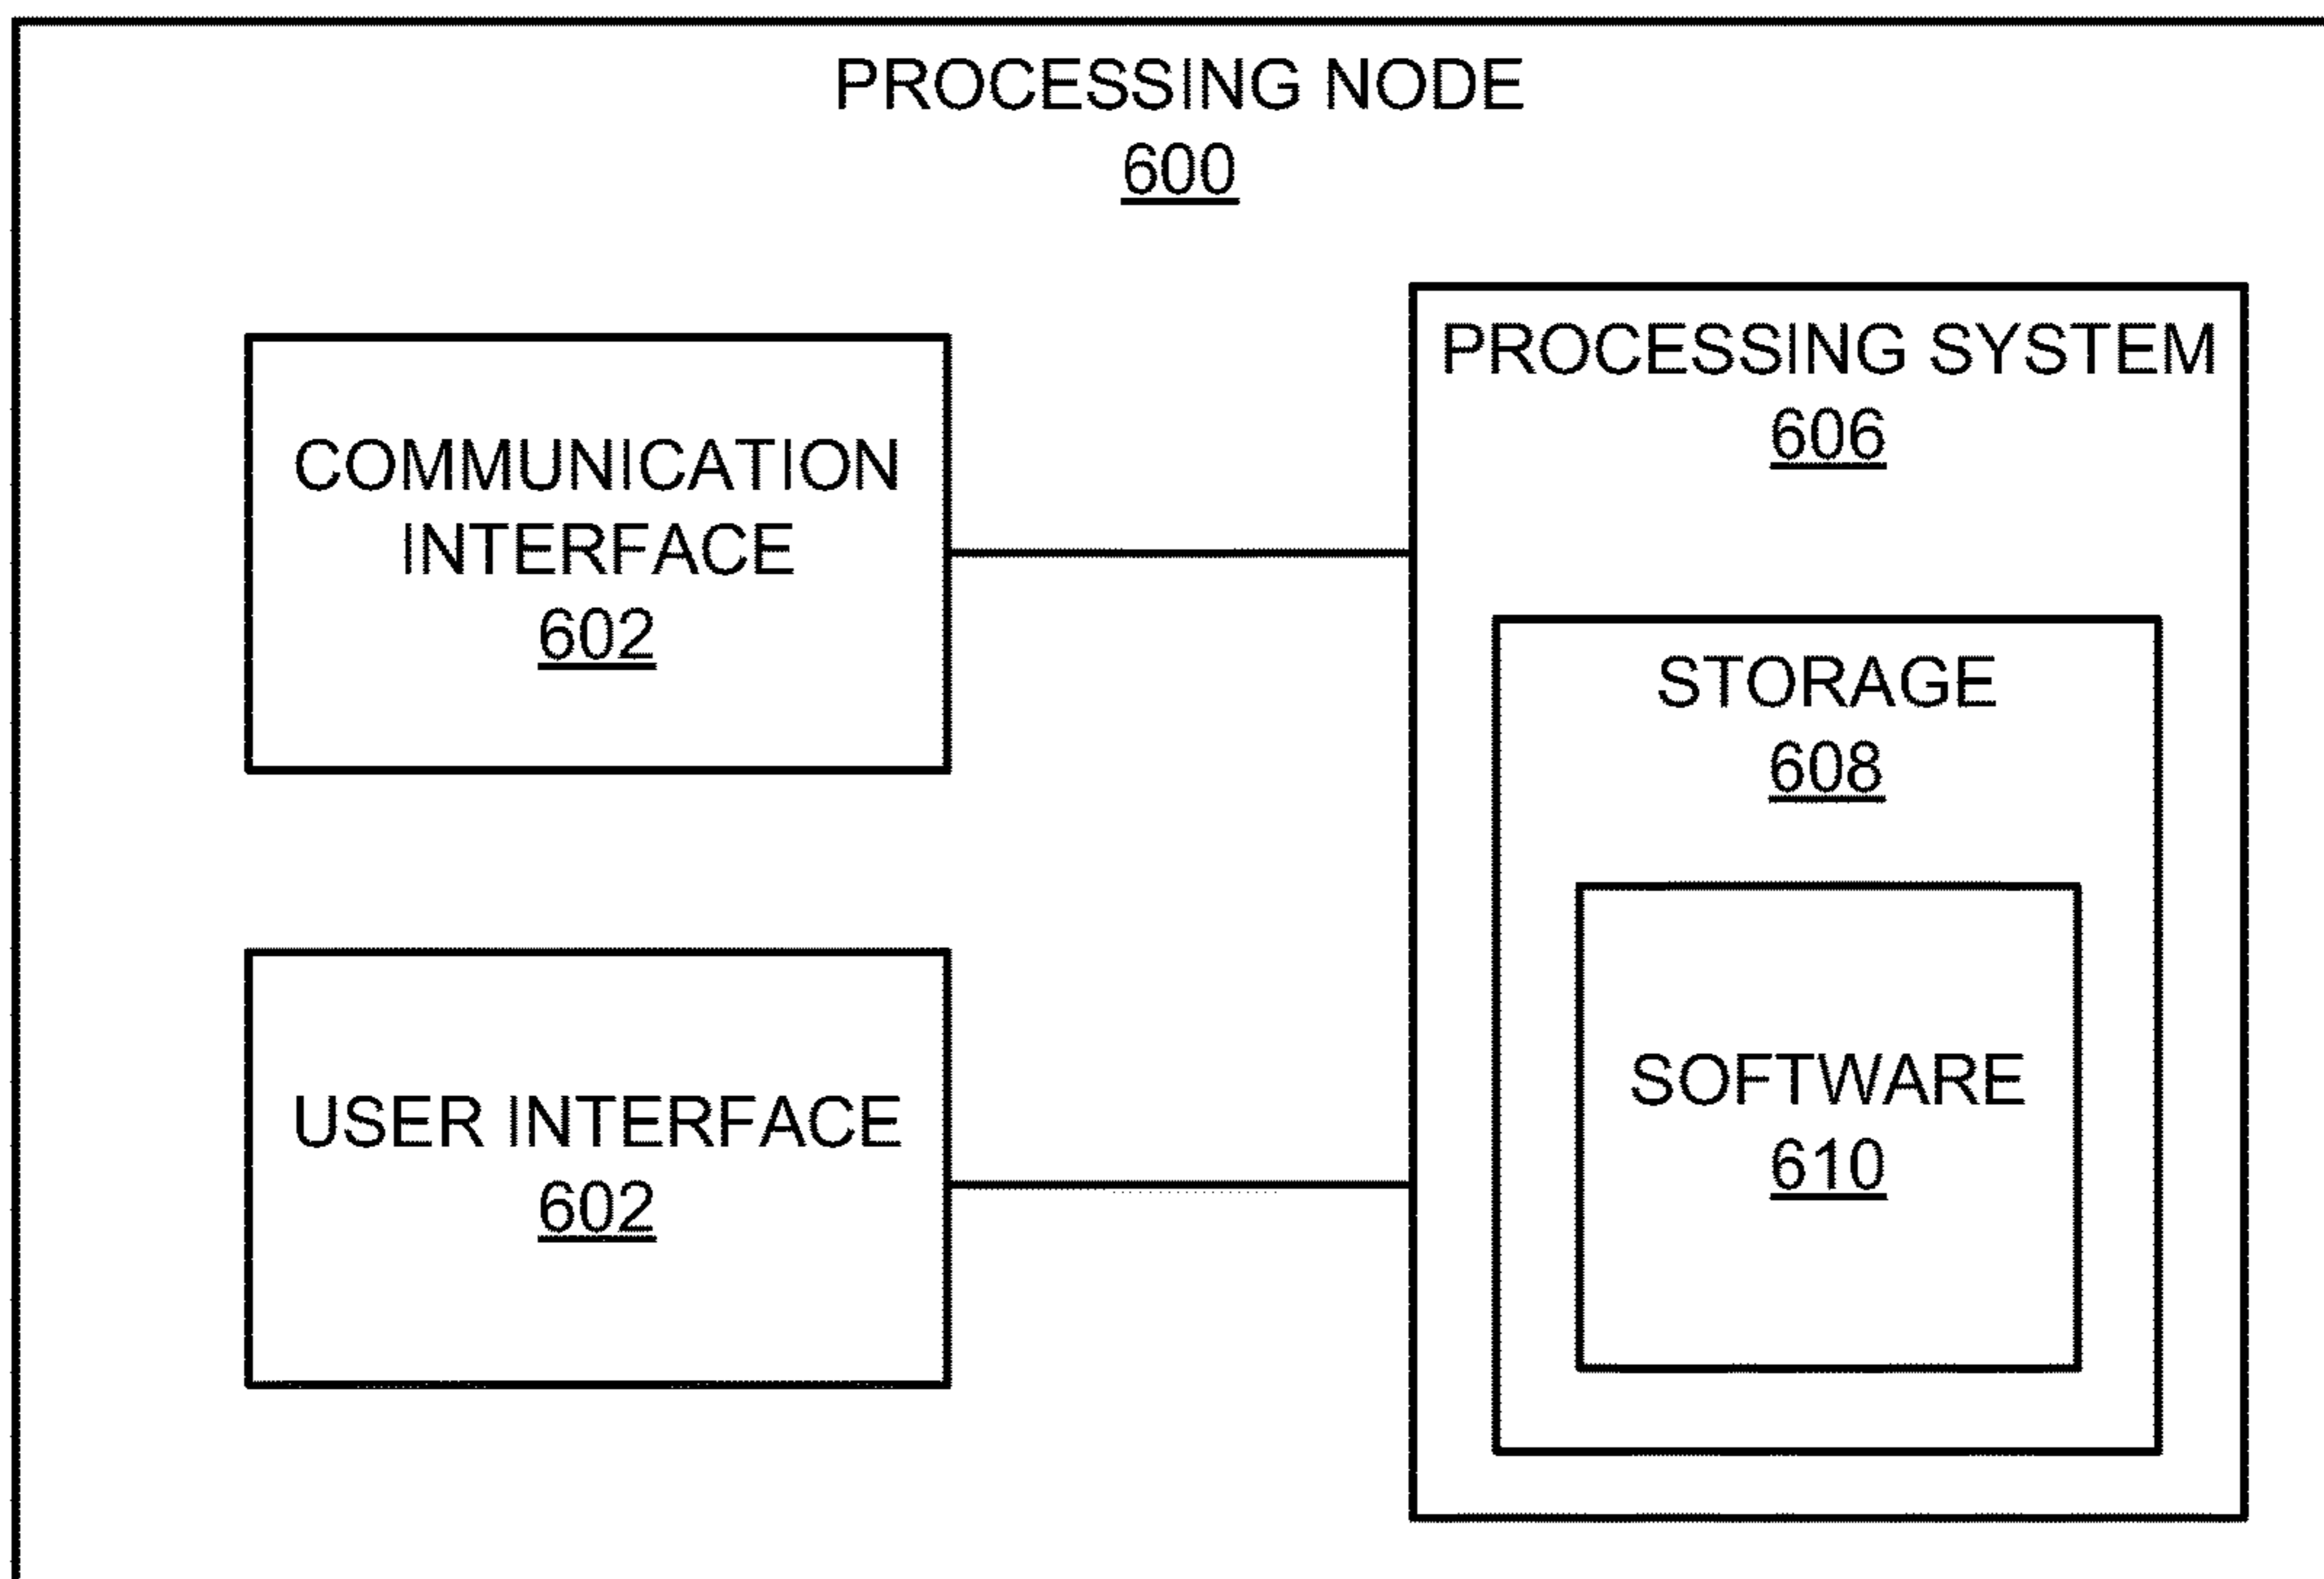 PROCESSING NODE
600
COMMUNICATION
INTERFACE
602
USER INTERFACE
602
PROCESSING SYSTEM
606
STORAGE
608
SOFTWARE
610